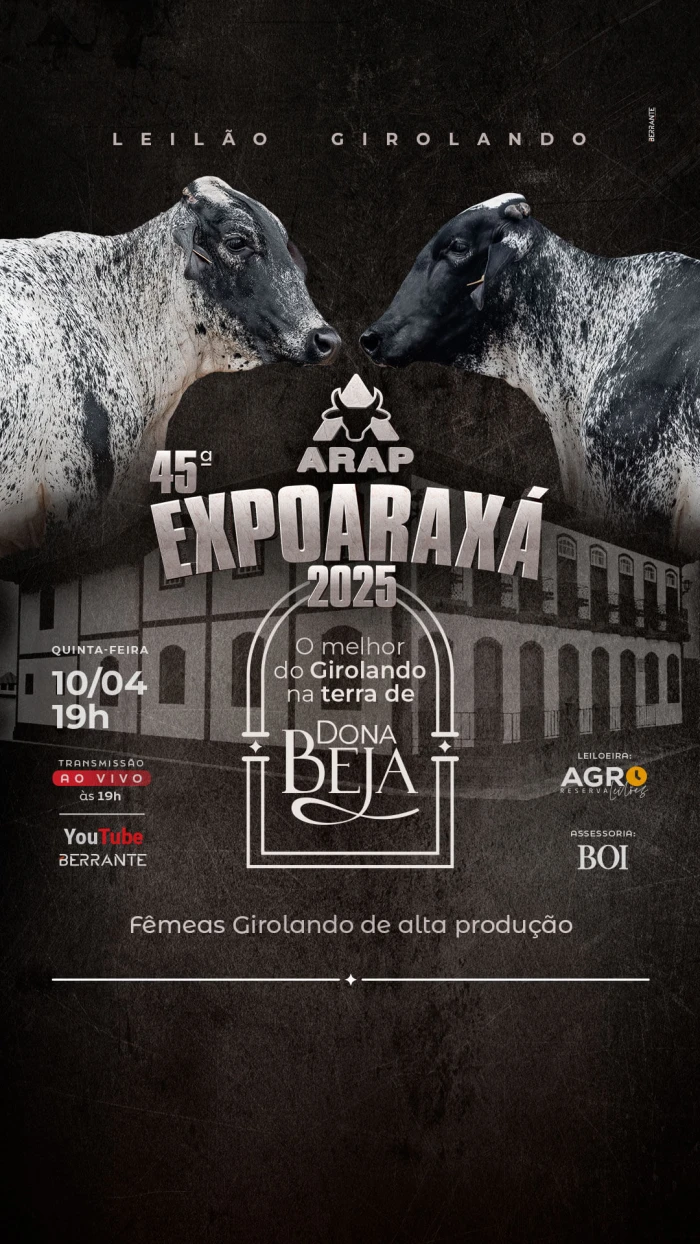 BERRANTE
LEILÃO GIROLANDO
ARAP
45ª
EXPOARAXÁ
2025
O melhor
do Girolando
na terra de
DONA
BEJA
QUINTA-FEIRA
10/04
19h
TRANSMISSÃO
AO VIVO
às 19h
YouTube
BERRANTE
LEILOEIRA:
AGRO
RESERVA leilões
ASSESSORIA:
BOI
Fêmeas Girolando de alta produção